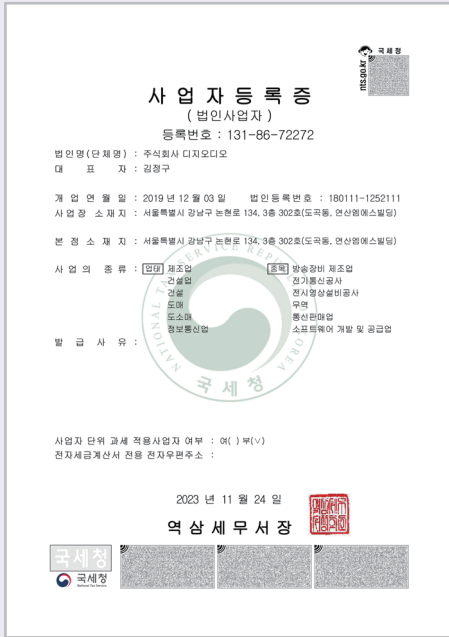 국세청
nts.go.kr
사업자등록증
( 법인사업자 )
등록번호 : 131-86-72272
법인명(단체명) : 주식회사 디지오디오
대 표 자 : 김정구
개 업 연 월 일 : 2019 년 12 월 03 일 법인등록번호 : 180111-1252111
사업장 소재지 : 서울특별시 강남구 논현로 134, 3층 302호(도곡동, 연산엠에스빌딩)
본 점 소 재 지 : 서울특별시 강남구 논현로 134, 3층 302호(도곡동, 연산엠에스빌딩)
사 업 의 종 류 : 업태 제조업 종목 방송장비 제조업
건설업 전기통신공사
건설 전시영상설비공사
도매 무역
도소매 통신판매업
정보통신업 소프트웨어 개발 및 공급업
발 급 사 유 :
NATIONAL TAX SERVICE REPUBLIC OF KOREA
국세청
사업자 단위 과세 적용사업자 여부 : 여( ) 부(∨)
전자세금계산서 전용 전자우편주소 :
2023 년 11 월 24 일
역삼세무서장
국세청
국세청
National Tax Service